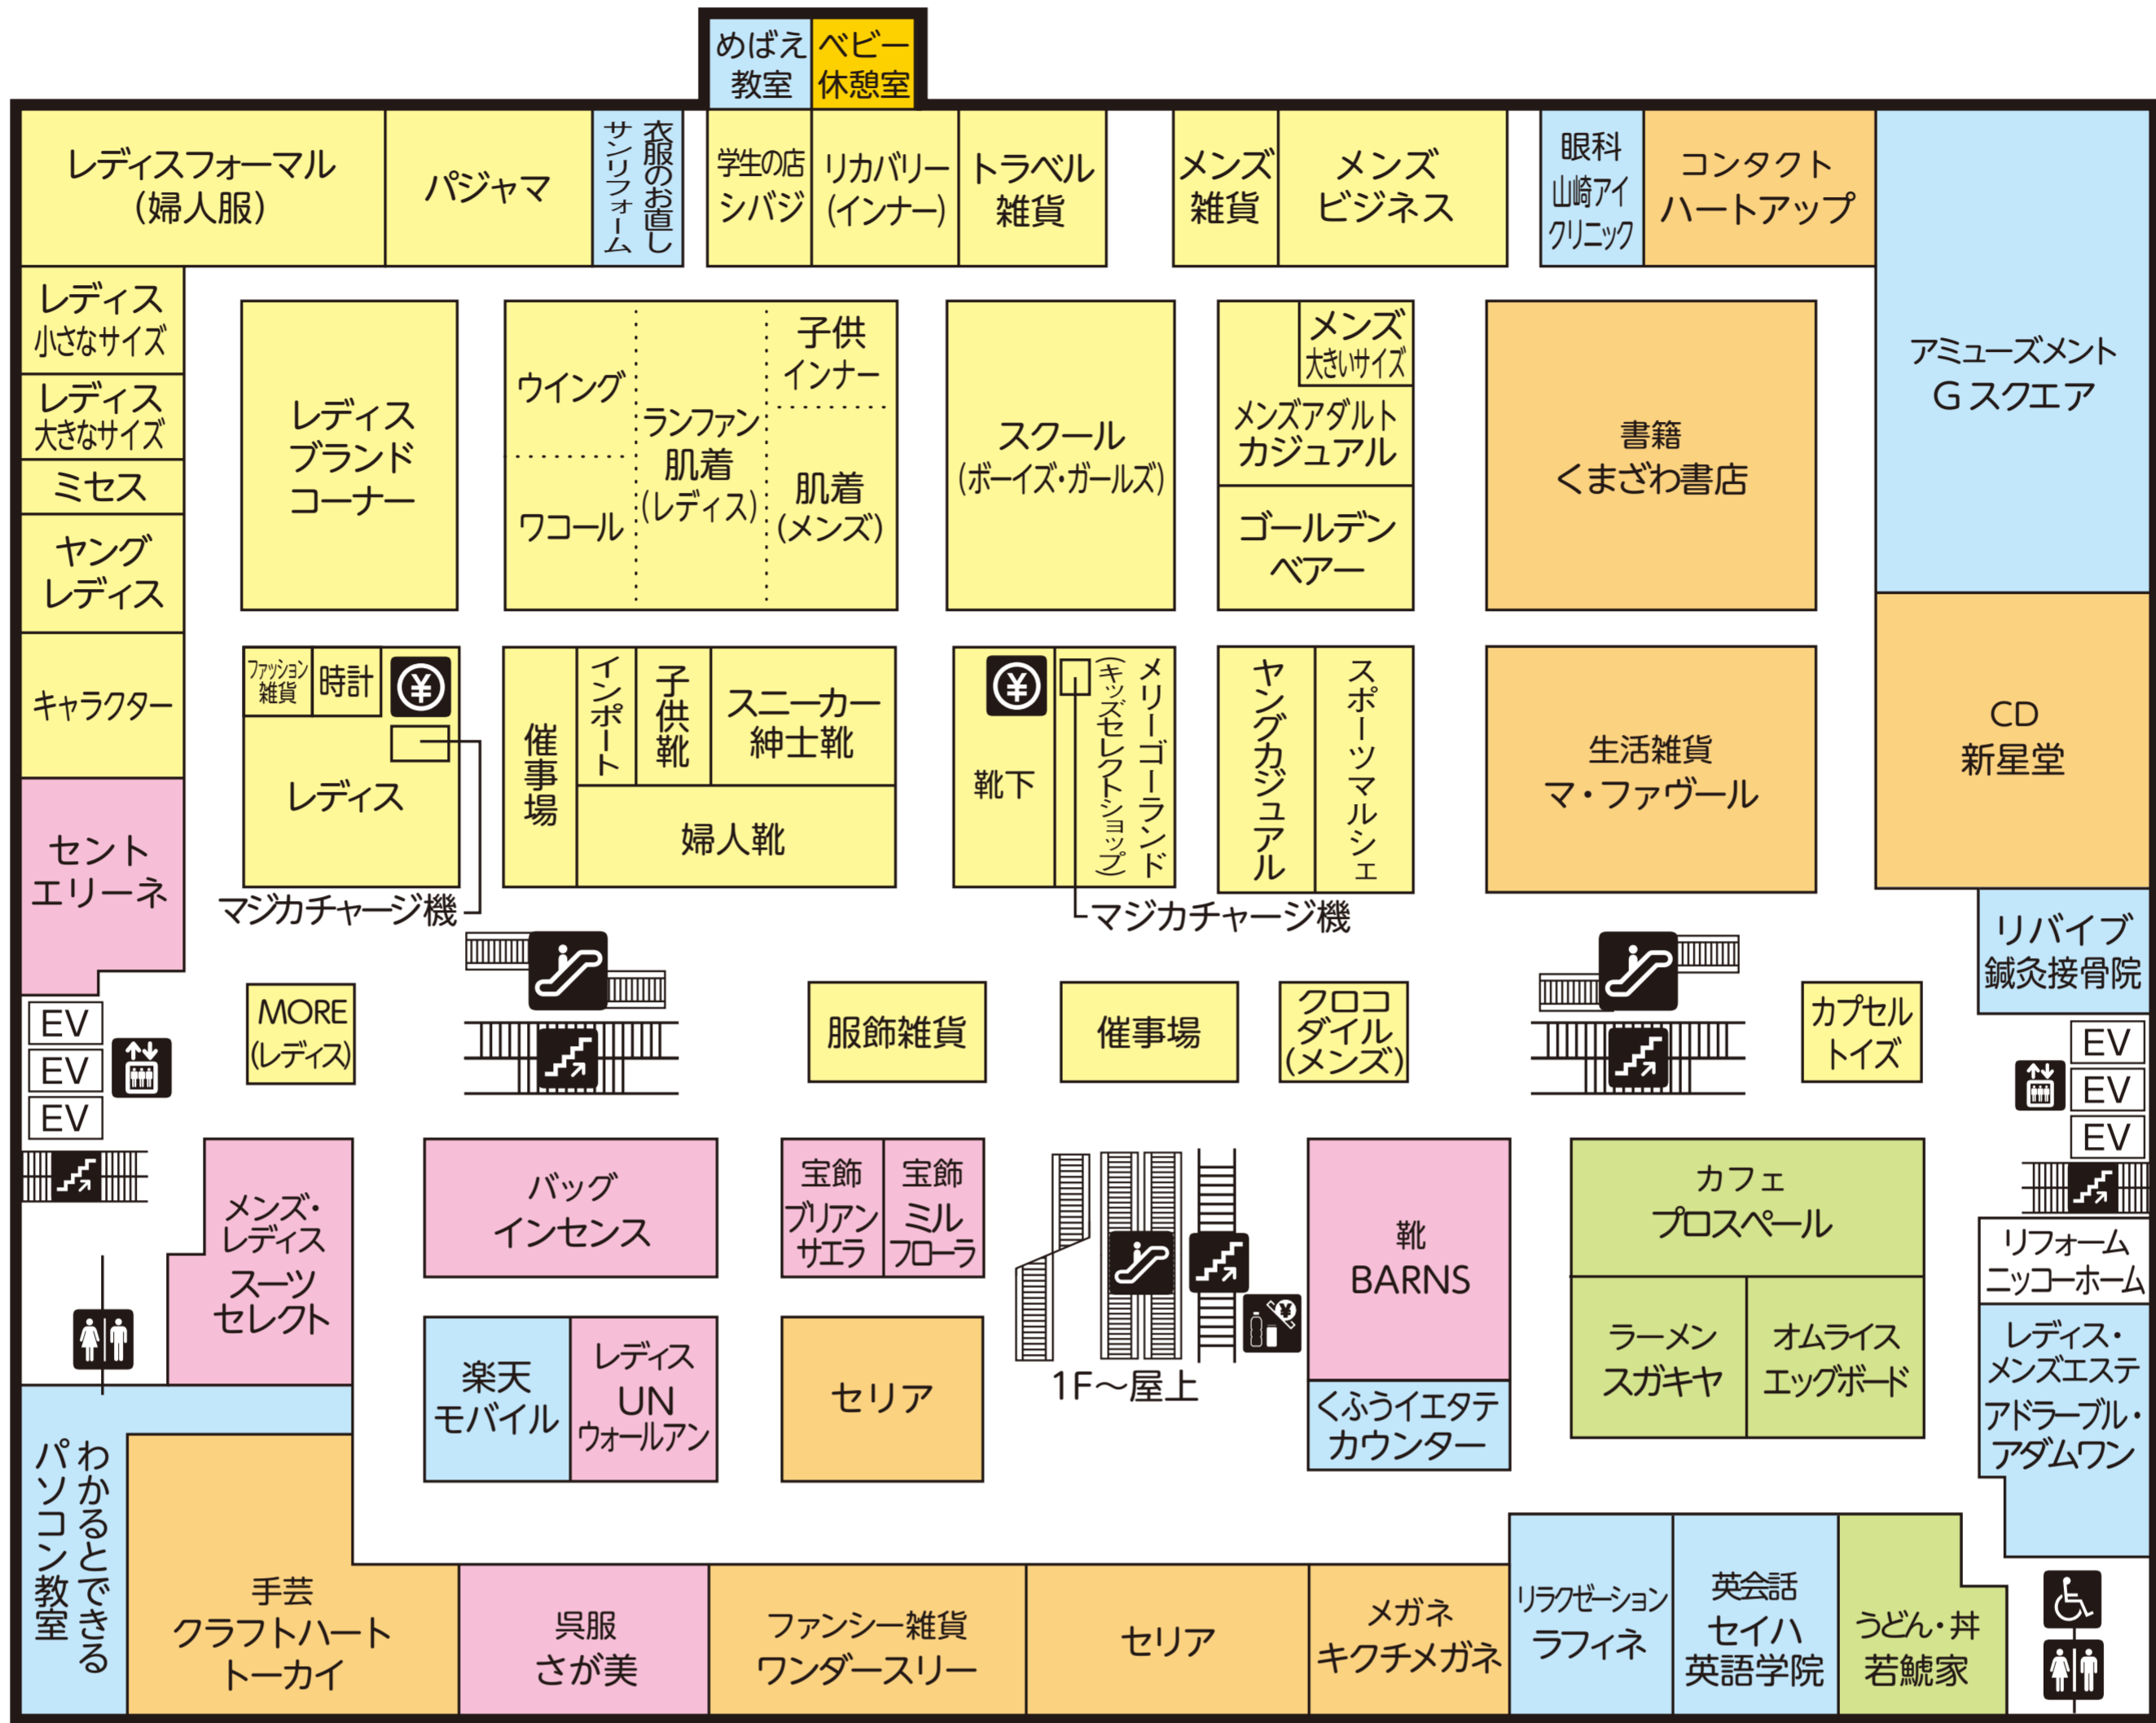 めばえ
教室
ベビー
休憩室
レディスフォーマル
(婦人服)
パジャマ
衣服のお直し
サンリフォーム
学生の店
シバジ
リカバリー
(インナー)
トラベル
雑貨
メンズ
雑貨
メンズ
ビジネス
眼科
山崎アイ
クリニック
コンタクト
ハートアップ
アミューズメント
Gスクエア
レディス
小さなサイズ
レディス
大きなサイズ
ミセス
ヤング
レディス
キャラクター
セント
エリーネ
レディス
ブランド
コーナー
ウイング
ワコール
ランファン
肌着
(レディス)
子供
インナー
肌着
(メンズ)
スクール
(ボーイズ・ガールズ)
メンズ
大きいサイズ
メンズアダルト
カジュアル
ゴールデン
ベアー
書籍
くまざわ書店
ファッション
雑貨
時計
¥
レディス
マジカチャージ機
催事場
インポート
子供靴
スニーカー
紳士靴
婦人靴
¥
靴下
メリーゴーランド
(キッズセレクトショップ)
マジカチャージ機
ヤングカジュアル
スポーツマルシェ
生活雑貨
マ・ファヴール
CD
新星堂
リバイブ
鍼灸接骨院
EV
EV
EV
MORE
(レディス)
服飾雑貨
催事場
クロコ
ダイル
(メンズ)
カプセル
トイズ
EV
EV
EV
メンズ・
レディス
スーツ
セレクト
バッグ
インセンス
宝飾
ブリアン
サエラ
宝飾
ミル
フローラ
¥
1F～屋上
靴
BARNS
くふうイエタテ
カウンター
カフェ
プロスペール
ラーメン
スガキヤ
オムライス
エッグボード
リフォーム
ニッコーホーム
レディス・
メンズエステ
アドラーブル・
アダムワン
楽天
モバイル
レディス
UN
ウォールアン
セリア
わかるとできる
パソコン教室
手芸
クラフトハート
トーカイ
呉服
さが美
ファンシー雑貨
ワンダースリー
セリア
メガネ
キクチメガネ
リラクゼーション
ラフィネ
英会話
セイハ
英語学院
うどん・丼
若鯱家